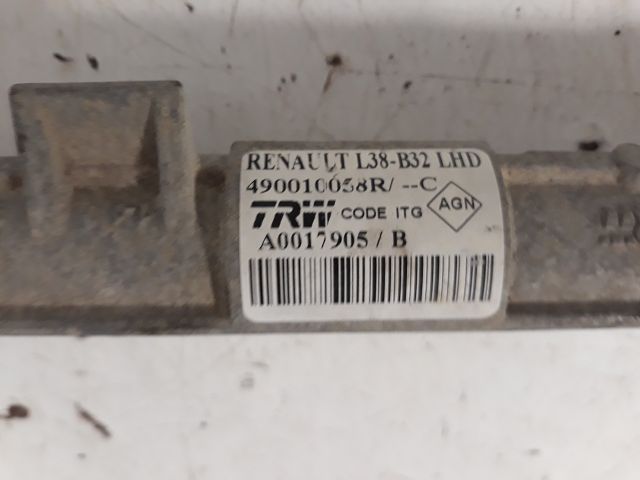 RENAULT L38-B32 LHD
490010058R/ --C
TRW CODE ITG AGN
A0017905 / B